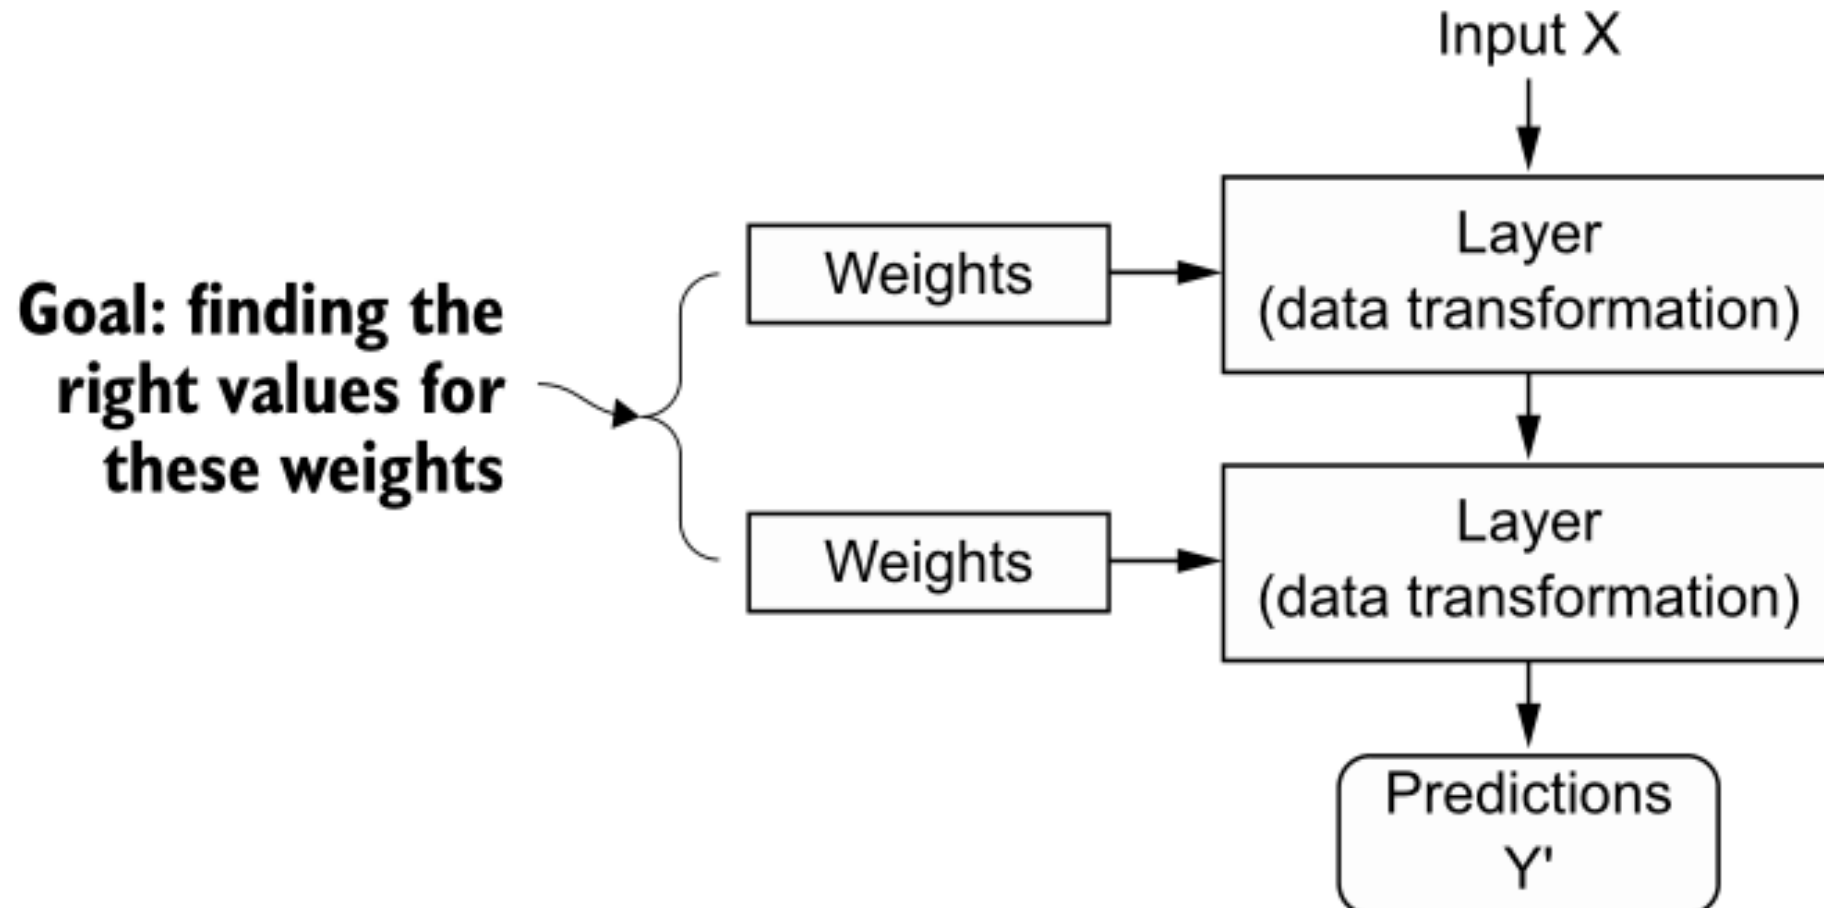 Input X
Weights
Layer
(data transformation)
Goal: finding the
right values for
these weights
Weights
Layer
(data transformation)
Predictions
Y'